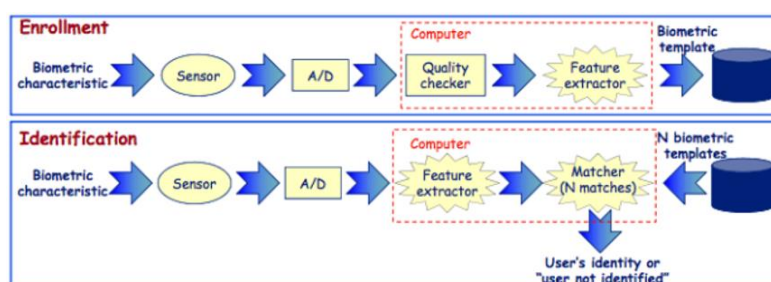 Enrollment
Computer
Biometric
template
Biometric
characteristic
Sensor
A/D
Quality
checker
Feature
extractor
Identification
Computer
N biometric
templates
Biometric
characteristic
Sensor
A/D
Feature
extractor
Matcher
(N matches)
User's identity or
"user not identified"